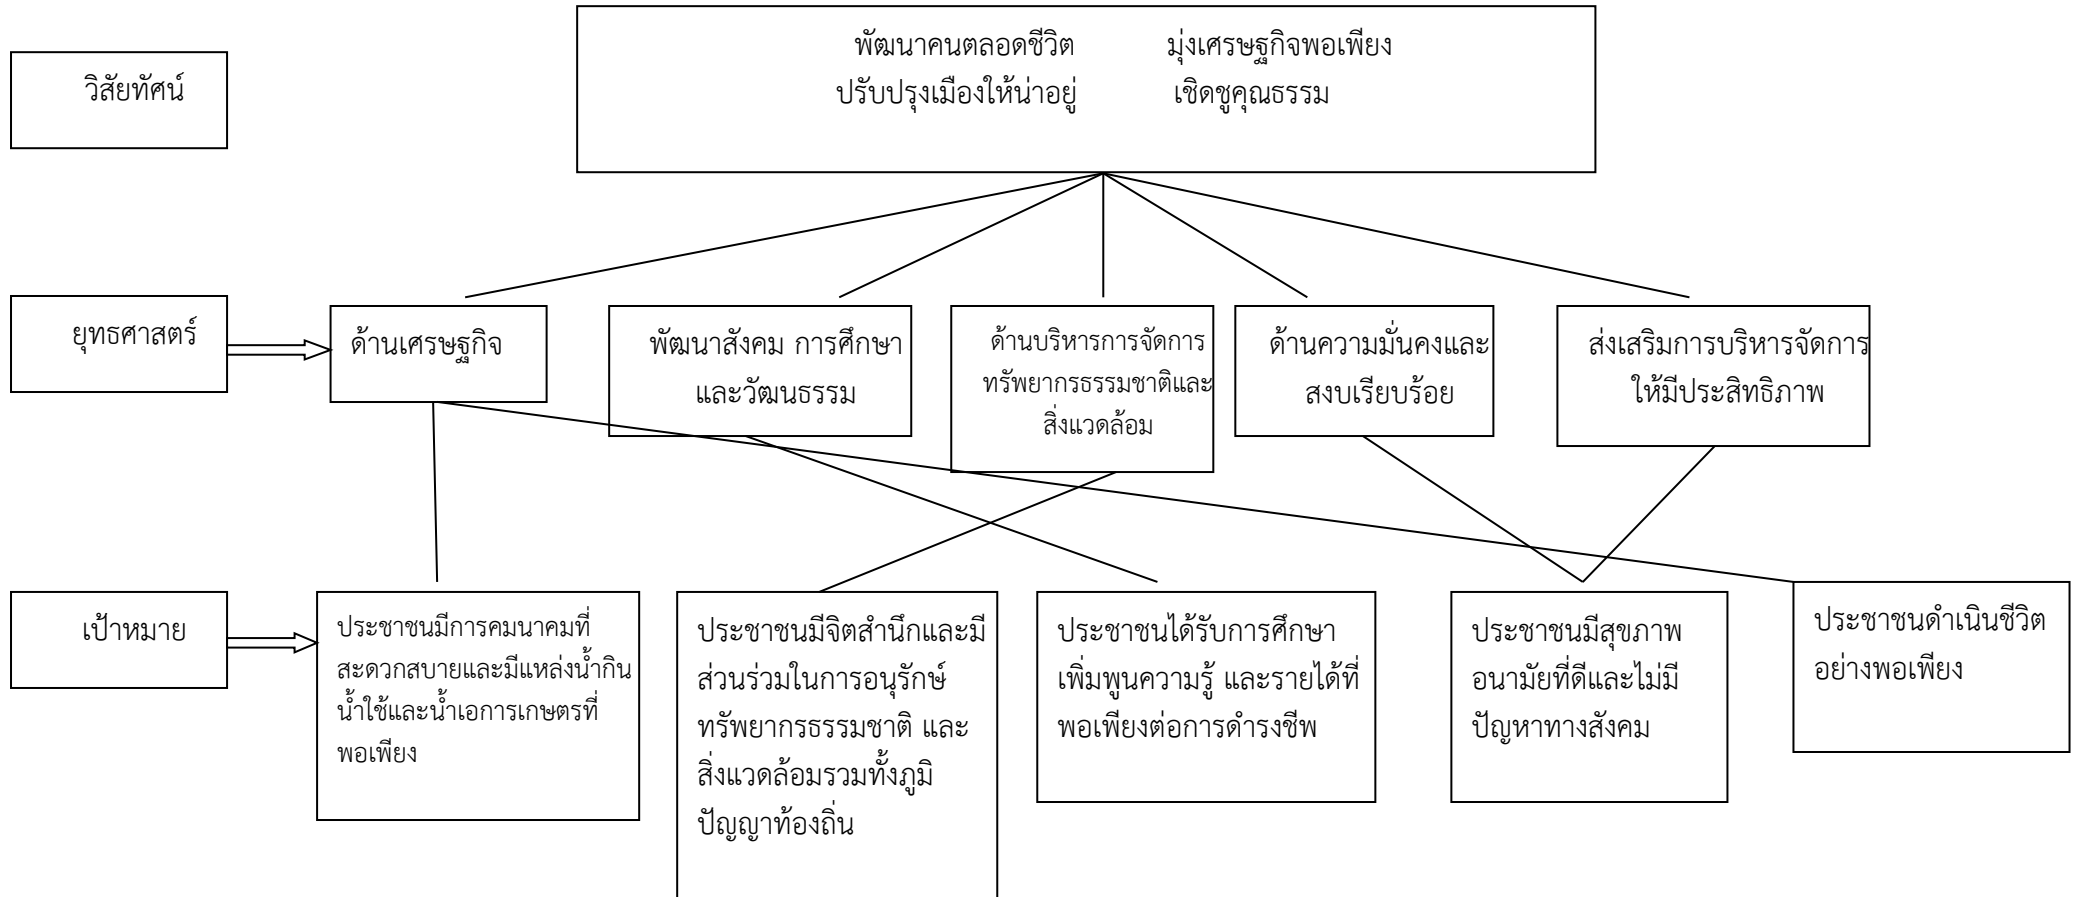 วิสัยทัศน์
พัฒนาคนตลอดชีวิต มุ่งเศรษฐกิจพอเพียง
ปรับปรุงเมืองให้น่าอยู่ เชิดชูคุณธรรม
ยุทธศาสตร์
ด้านเศรษฐกิจ
พัฒนาสังคม การศึกษา
และวัฒนธรรม
ด้านบริหารการจัดการ
ทรัพยากรธรรมชาติและ
สิ่งแวดล้อม
ด้านความมั่นคงและ
สงบเรียบร้อย
ส่งเสริมการบริหารจัดการ
ให้มีประสิทธิภาพ
เป้าหมาย
ประชาชนมีการคมนาคมที่
สะดวกสบายและมีแหล่งน้ำกิน
น้ำใช้และน้ำเอการเกษตรที่
พอเพียง
ประชาชนมีจิตสำนึกและมี
ส่วนร่วมในการอนุรักษ์
ทรัพยากรธรรมชาติ และ
สิ่งแวดล้อมรวมทั้งภูมิ
ปัญญาท้องถิ่น
ประชาชนได้รับการศึกษา
เพิ่มพูนความรู้ และรายได้ที่
พอเพียงต่อการดำรงชีพ
ประชาชนมีสุขภาพ
อนามัยที่ดีและไม่มี
ปัญหาทางสังคม
ประชาชนดำเนินชีวิต
อย่างพอเพียง